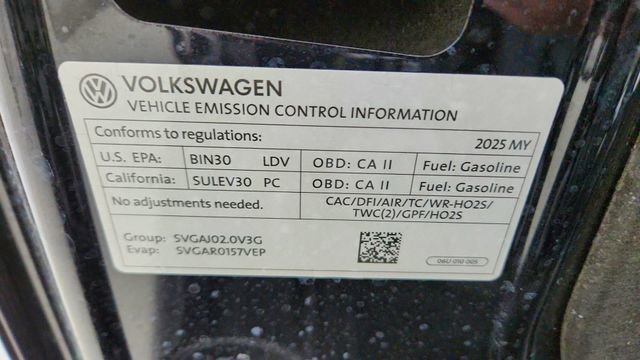 VOLKSWAGEN
VEHICLE EMISSION CONTROL INFORMATION
Conforms to regulations: 2025 MY
U.S. EPA: BIN30 LDV OBD: CA II Fuel: Gasoline
California: SULEV30 PC OBD: CA II Fuel: Gasoline
No adjustments needed. CAC/DFI/AIR/TC/WR-HO2S/
TWC(2)/GPF/HO2S
Group: SVGAJ02.0V3G
Evap: SVGAR0157VEP
06U 010 005